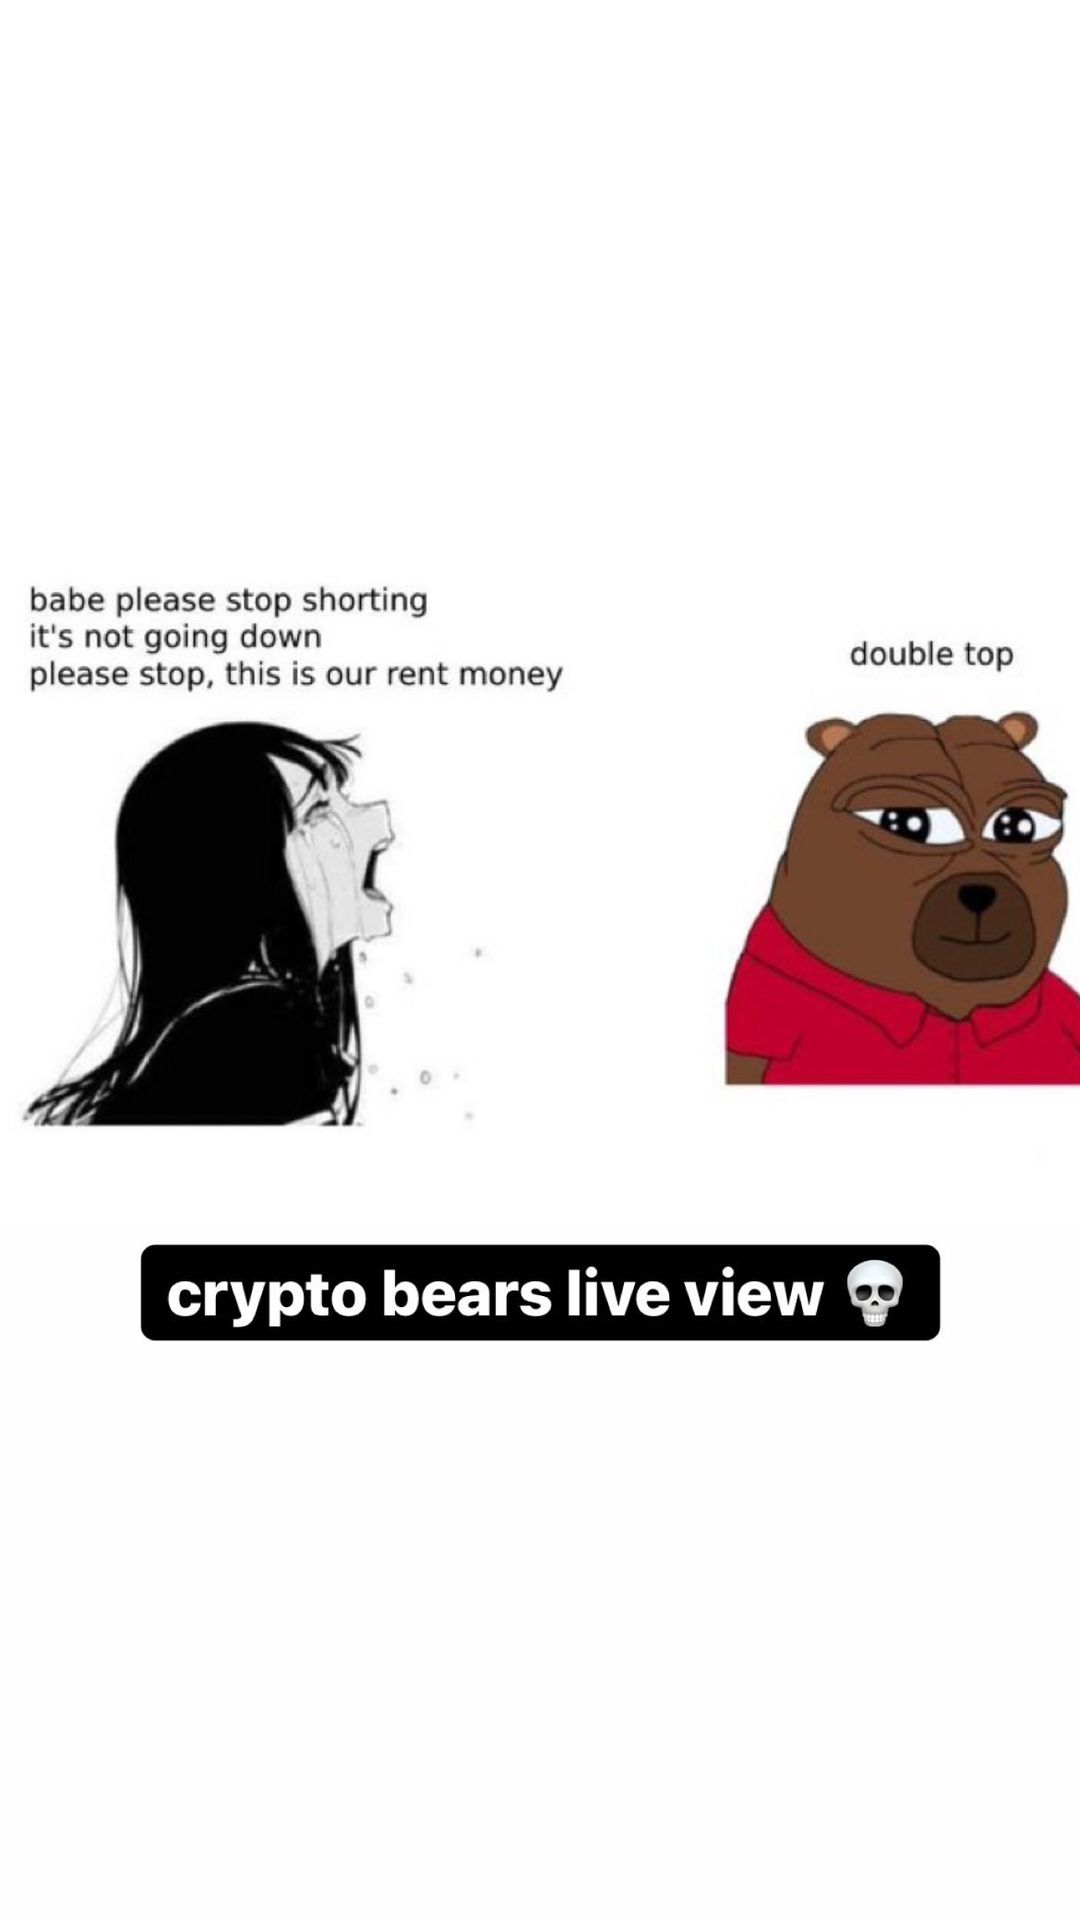 babe please stop shorting
it's not going down
please stop, this is our rent money
double top
crypto bears live view 💀